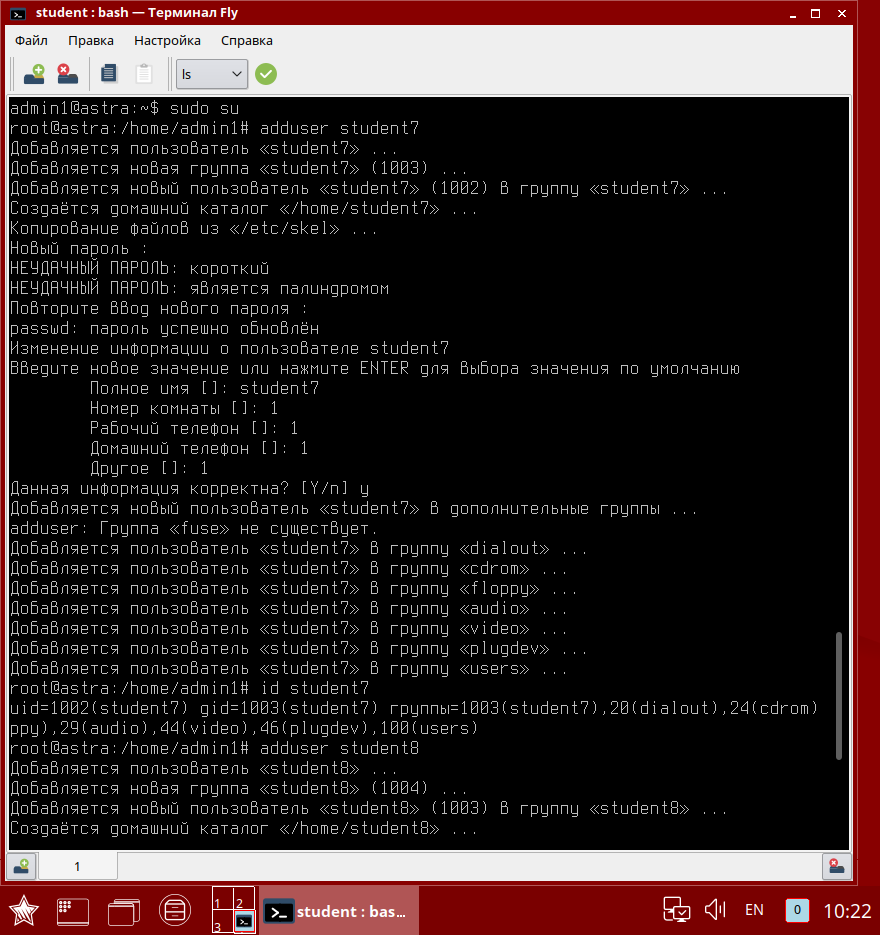 student : bash — Терминал Fly
Файл Правка Настройка Справка
ls
admin1@astra:~$ sudo su
root@astra:/home/admin1# adduser student7
Добавляется пользователь «student7» ...
Добавляется новая группа «student7» (1003) ...
Добавляется новый пользователь «student7» (1002) в группу «student7» ...
Создаётся домашний каталог «/home/student7» ...
Копирование файлов из «/etc/skel» ...
Новый пароль :
НЕУДАЧНЫЙ ПАРОЛЬ: короткий
НЕУДАЧНЫЙ ПАРОЛЬ: является палиндромом
Повторите ввод нового пароля :
passwd: пароль успешно обновлён
Изменение информации о пользователе student7
Введите новое значение или нажмите ENTER для выбора значения по умолчанию
Полное имя []: student7
Номер комнаты []: 1
Рабочий телефон []: 1
Домашний телефон []: 1
Другое []: 1
Данная информация корректна? [Y/n] y
Добавляется новый пользователь «student7» в дополнительные группы ...
adduser: Группа «fuse» не существует.
Добавляется пользователь «student7» в группу «dialout» ...
Добавляется пользователь «student7» в группу «cdrom» ...
Добавляется пользователь «student7» в группу «floppy» ...
Добавляется пользователь «student7» в группу «audio» ...
Добавляется пользователь «student7» в группу «video» ...
Добавляется пользователь «student7» в группу «plugdev» ...
Добавляется пользователь «student7» в группу «users» ...
root@astra:/home/admin1# id student7
uid=1002(student7) gid=1003(student7) группы=1003(student7),20(dialout),24(cdrom)
ppy),29(audio),44(video),46(plugdev),100(users)
root@astra:/home/admin1# adduser student8
Добавляется пользователь «student8» ...
Добавляется новая группа «student8» (1004) ...
Добавляется новый пользователь «student8» (1003) в группу «student8» ...
Создаётся домашний каталог «/home/student8» ...
1
1 2
3
student : bas...
EN
0
10:22